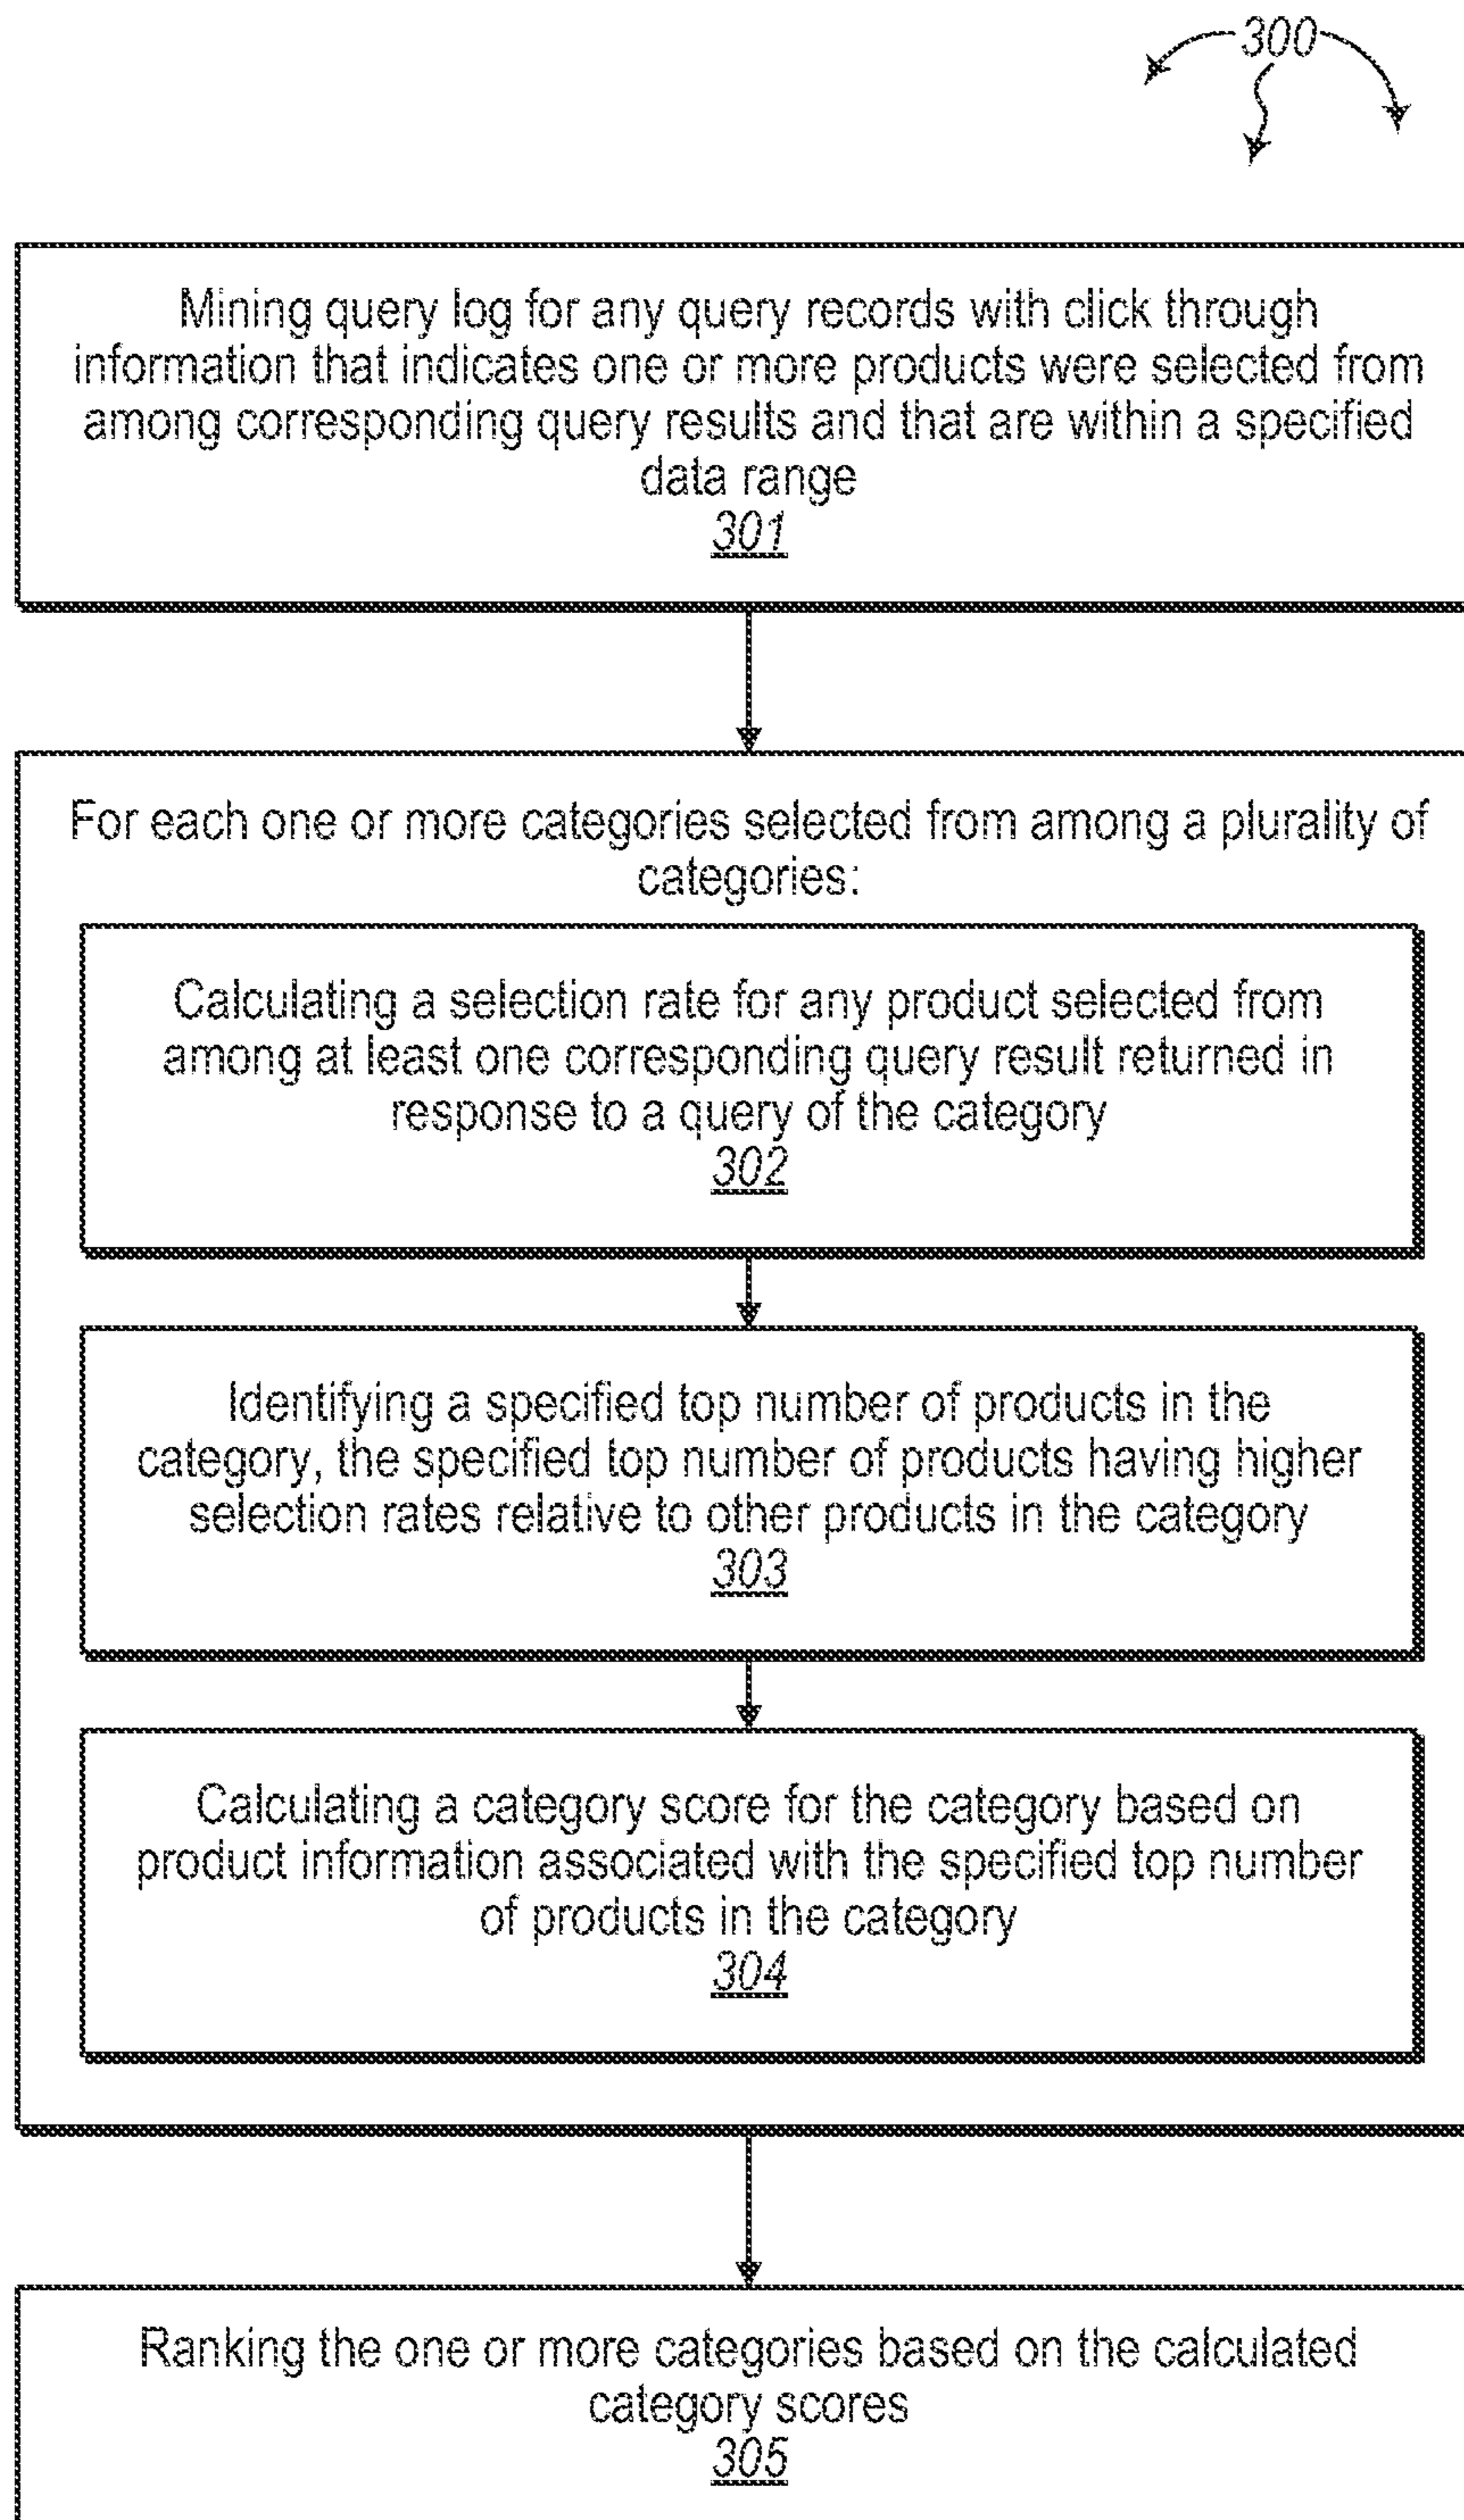 300
Mining query log for any query records with click through
information that indicates one or more products were selected from
among corresponding query results and that are within a specified
data range
301
For each one or more categories selected from among a plurality of
categories:
Calculating a selection rate for any product selected from
among at least one corresponding query result returned in
response to a query of the category
302
Identifying a specified top number of products in the
category, the specified top number of products having higher
selection rates relative to other products in the category
303
Calculating a category score for the category based on
product information associated with the specified top number
of products in the category
304
Ranking the one or more categories based on the calculated
category scores
305